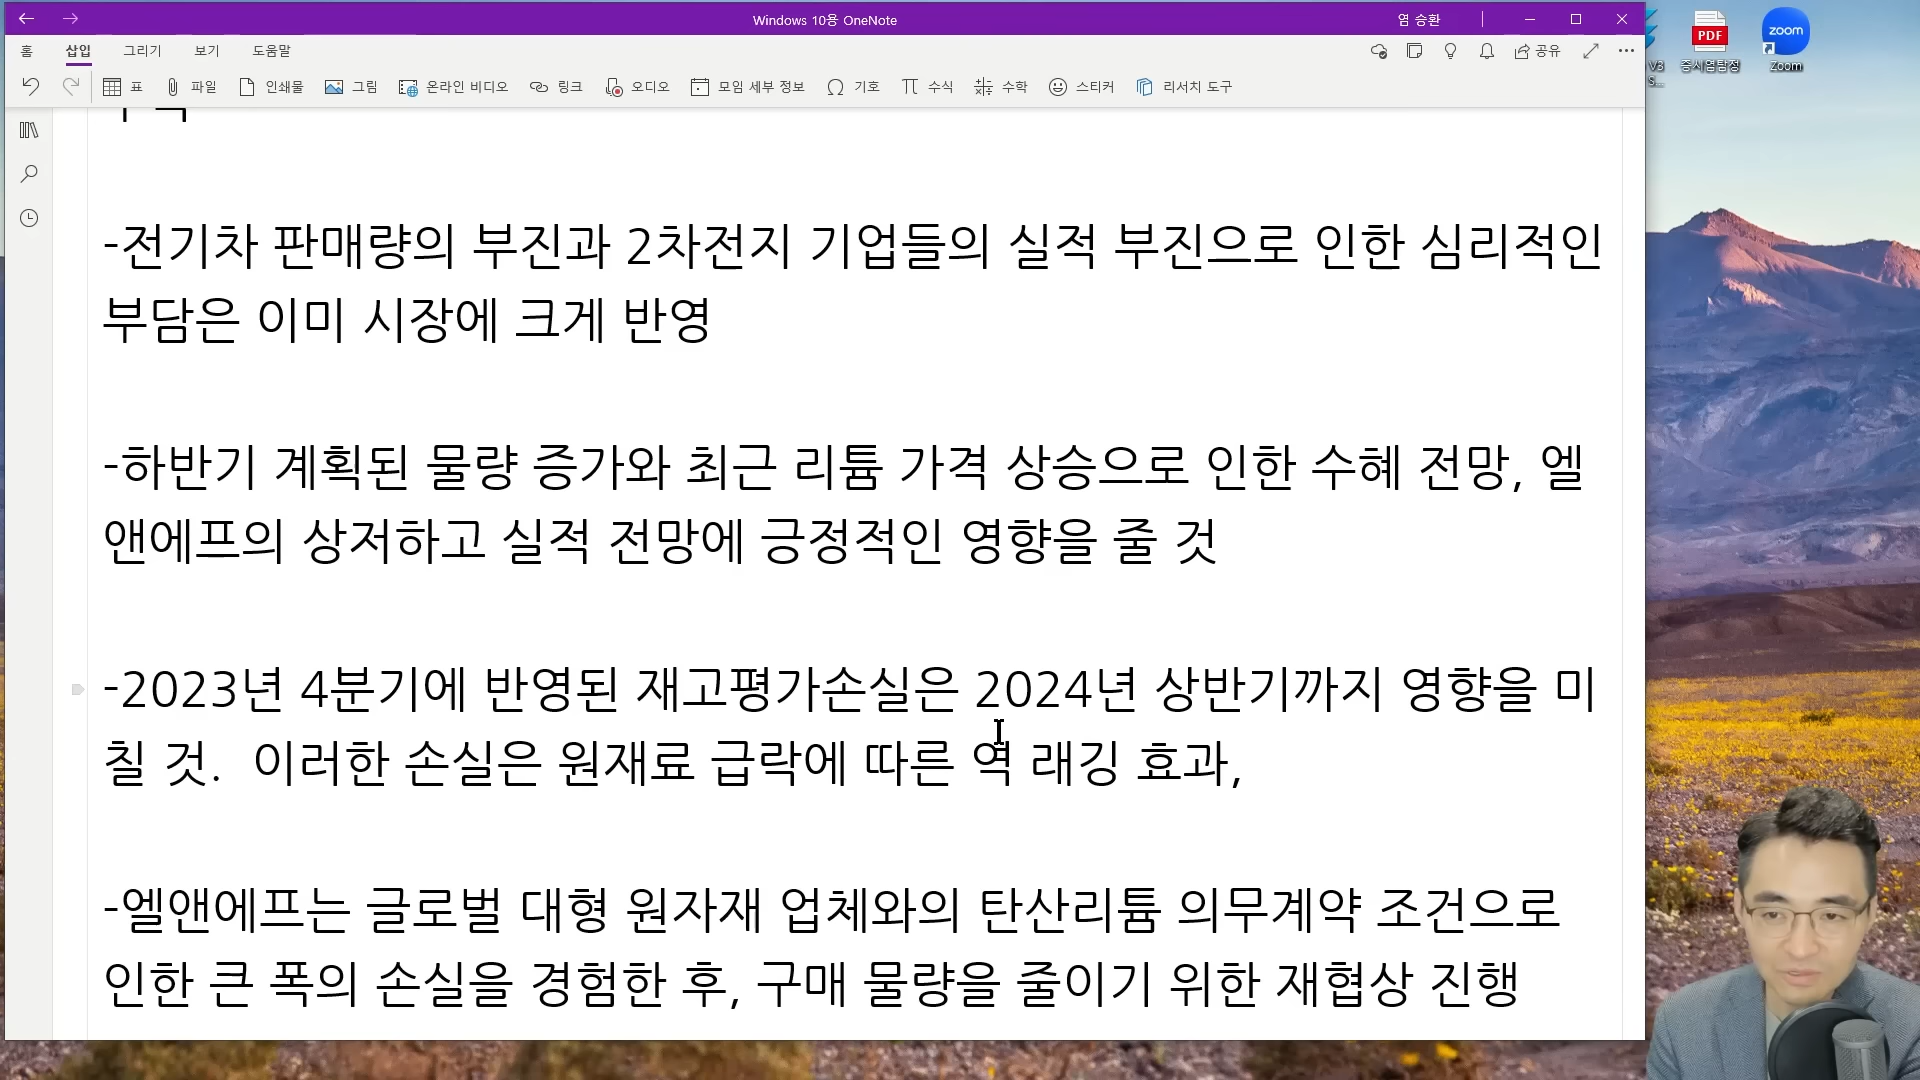 Windows 10용 OneNote
염 승환
홈 삽입 그리기 보기 도움말
공유
표 파일 인쇄물 그림 온라인 비디오 링크 오디오 모임 세부 정보 기호 수식 수학 스티커 리서치 도구
-전기차 판매량의 부진과 2차전지 기업들의 실적 부진으로 인한 심리적인
부담은 이미 시장에 크게 반영
-하반기 계획된 물량 증가와 최근 리튬 가격 상승으로 인한 수혜 전망, 엘
앤에프의 상저하고 실적 전망에 긍정적인 영향을 줄 것
-2023년 4분기에 반영된 재고평가손실은 2024년 상반기까지 영향을 미
칠 것. 이러한 손실은 원재료 급락에 따른 역 래깅 효과,
-엘앤에프는 글로벌 대형 원자재 업체와의 탄산리튬 의무계약 조건으로
인한 큰 폭의 손실을 경험한 후, 구매 물량을 줄이기 위한 재협상 진행
V3
S...
PDF
증시염탐정
zoom
Zoom